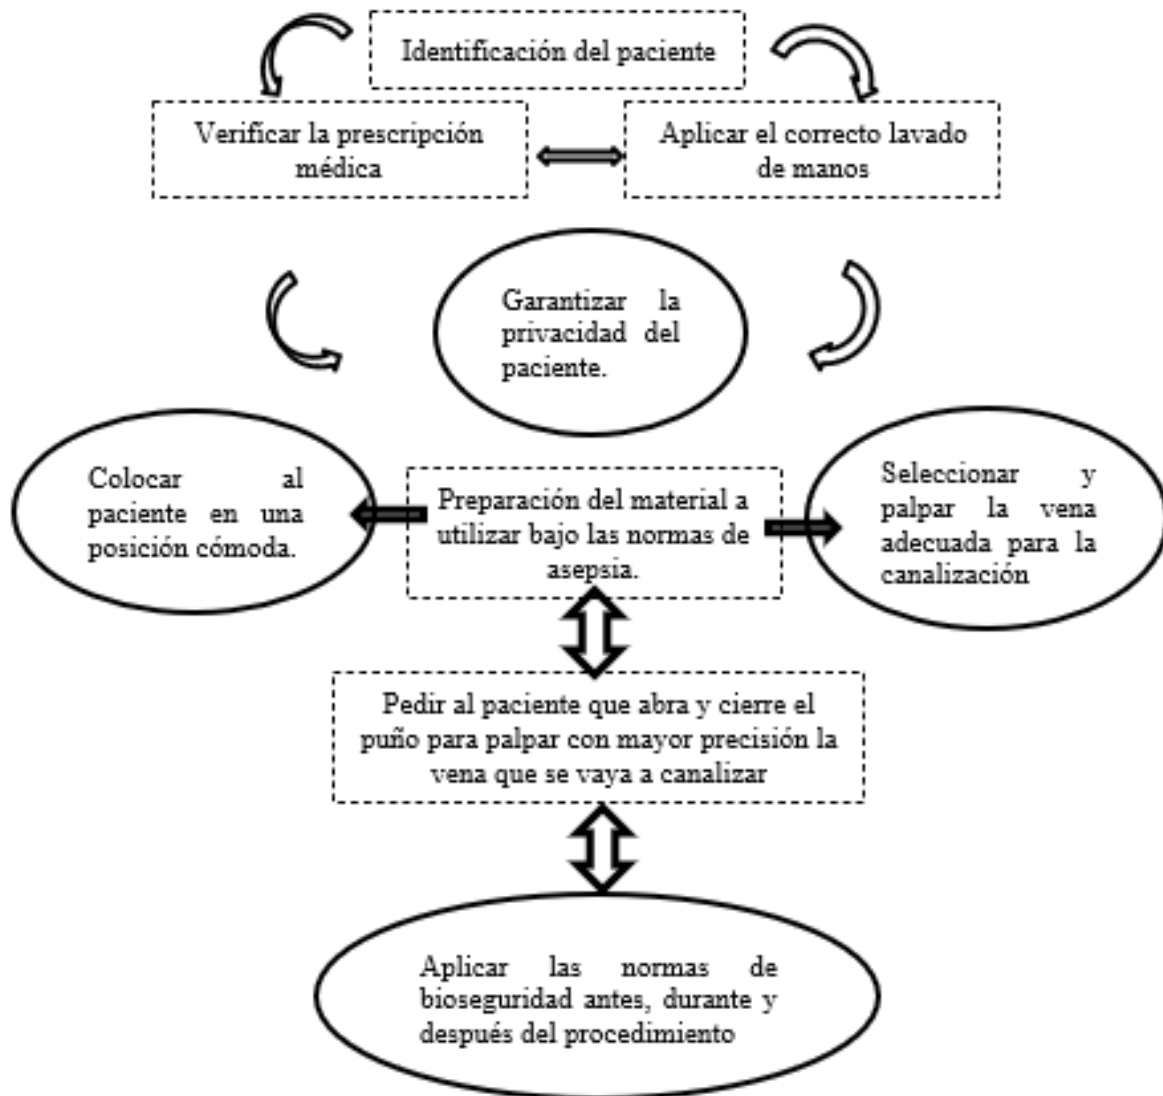 Identificación del paciente
Verificar la prescripción
médica
Aplicar el correcto lavado
de manos
Garantizar la
privacidad del
paciente.
Colocar al
paciente en una
posición cómoda.
Preparación del material a
utilizar bajo las normas de
asepsia.
Seleccionar y
palpar la vena
adecuada para la
canalización
Pedir al paciente que abra y cierre el
puño para palpar con mayor precisión la
vena que se vaya a canalizar
Aplicar las normas de
bioseguridad antes, durante y
después del procedimiento